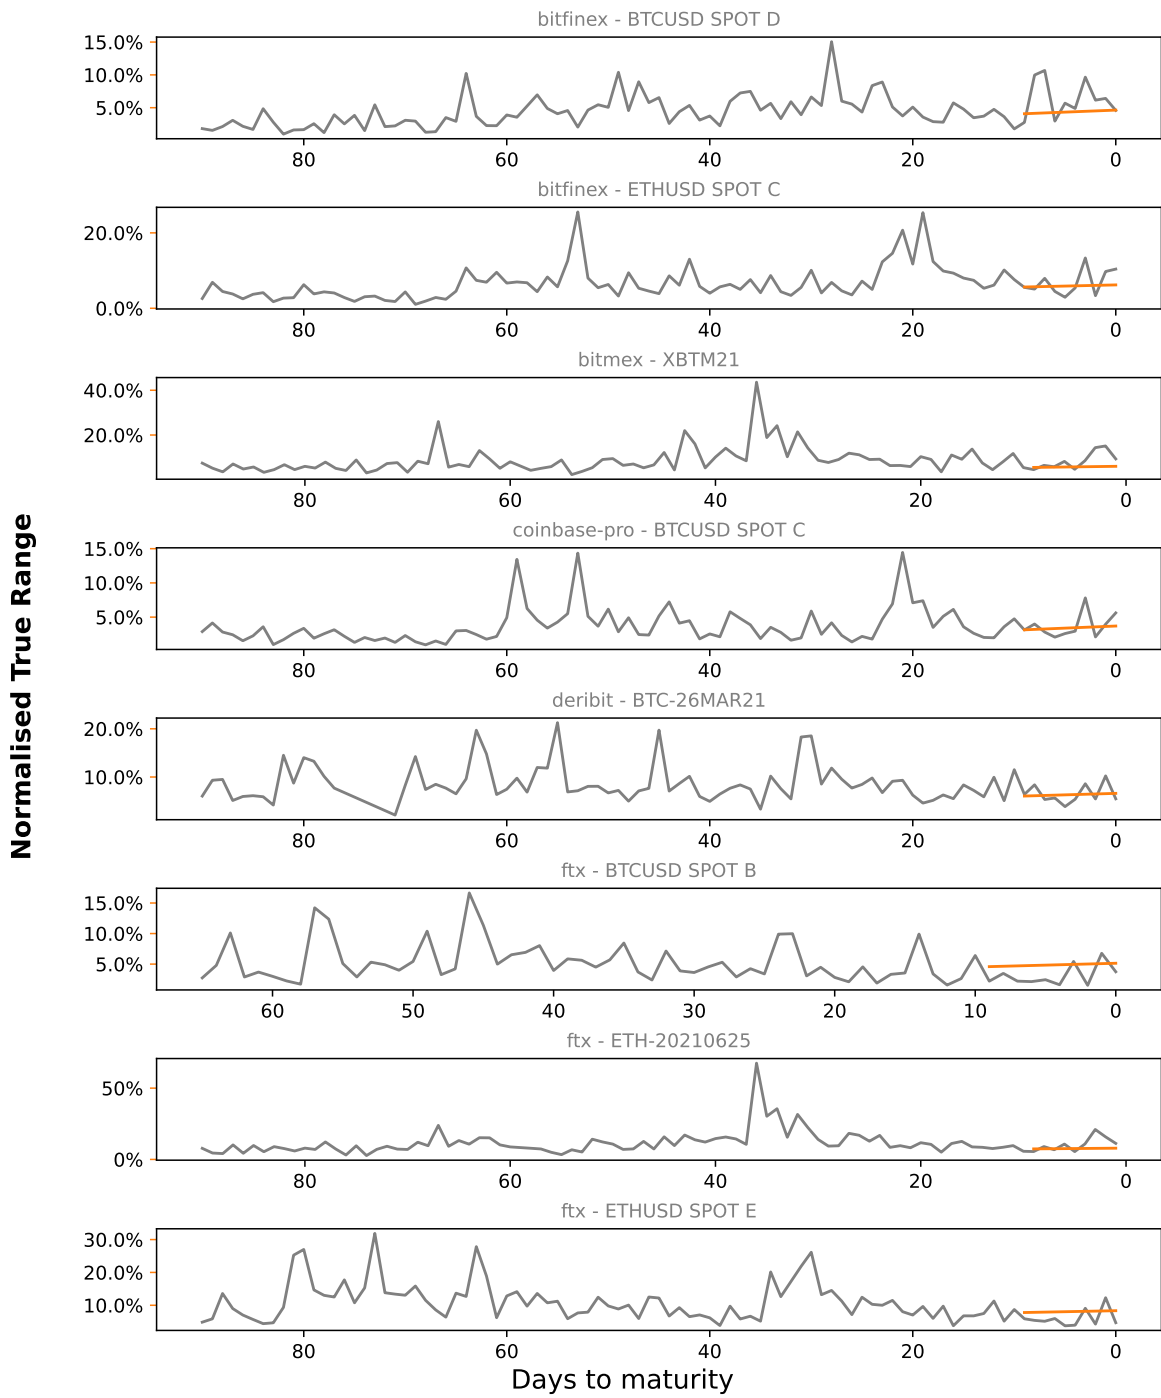 bitfinex - BTCUSD SPOT D
15.0%
10.0%
5.0%
80 60 40 20 0
bitfinex - ETHUSD SPOT C
20.0%
0.0%
80 60 40 20 0
bitmex - XBTM21
40.0%
20.0%
80 60 40 20 0
coinbase-pro - BTCUSD SPOT C
15.0%
10.0%
5.0%
80 60 40 20 0
deribit - BTC-26MAR21
20.0%
10.0%
80 60 40 20 0
ftx - BTCUSD SPOT B
15.0%
10.0%
5.0%
60 50 40 30 20 10 0
ftx - ETH-20210625
50%
0%
80 60 40 20 0
ftx - ETHUSD SPOT E
30.0%
20.0%
10.0%
80 60 40 20 0
Days to maturity
Normalised True Range